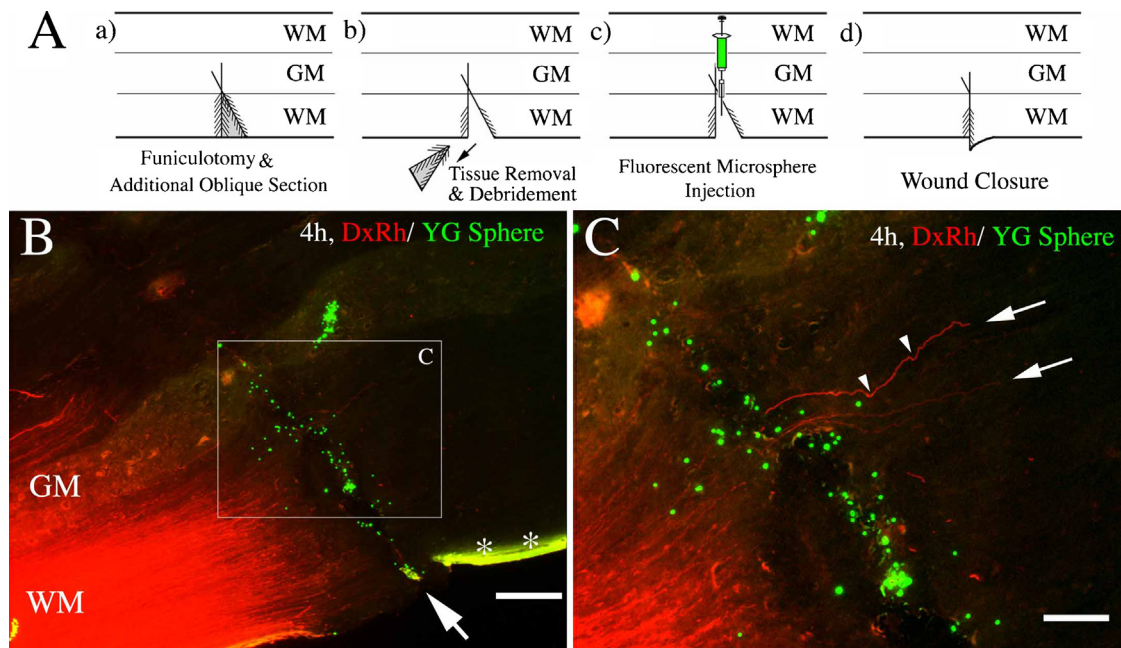 A
a)
WM
GM
WM
Funiculotomy &
Additional Oblique Section
b)
WM
GM
WM
Tissue Removal
& Debridement
c)
WM
GM
WM
Fluorescent Microsphere
Injection
d)
WM
GM
WM
Wound Closure
B
4h, DxRh/ YG Sphere
C
GM
WM
* *
C
4h, DxRh/ YG Sphere